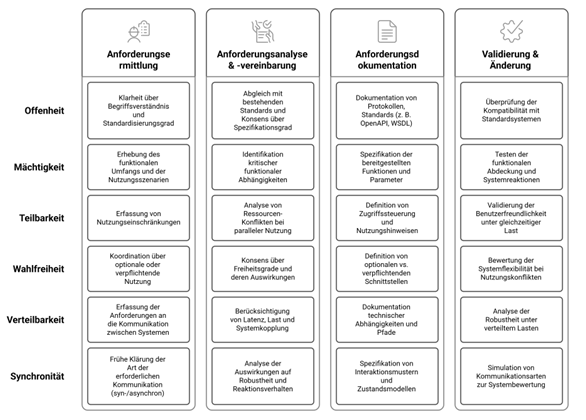 Anforderungse
rmittlung
Anforderungsanalyse
& -vereinbarung
Anforderungsd
okumentation
Validierung &
Änderung
Offenheit
Klarheit über
Begriffsverständnis
und
Standardisierungsgrad
Abgleich mit
bestehenden
Standards und
Konsens über
Spezifikationsgrad
Dokumentation von
Protokollen,
Standards (z. B.
OpenAPI, WSDL)
Überprüfung der
Kompatibilität mit
Standardsystemen
Mächtigkeit
Erhebung des
funktionalen
Umfangs und der
Nutzungsszenarien
Identifikation
kritischer
funktionaler
Abhängigkeiten
Spezifikation der
bereitgestellten
Funktionen und
Parameter
Testen der
funktionalen
Abdeckung und
Systemreaktionen
Teilbarkeit
Erfassung von
Nutzungseinschränkungen
Analyse von
Ressourcen-
Konflikten bei
paralleler Nutzung
Definition von
Zugriffssteuerung
und
Nutzungshinweisen
Validierung der
Benutzerfreundlichkeit
unter gleichzeitiger
Last
Wahlfreiheit
Koordination über
optionale oder
verpflichtende
Nutzung
Konsens über
Freiheitsgrade und
deren Auswirkungen
Definition von
optionalen vs.
verpflichtenden
Schnittstellen
Bewertung der
Systemflexibilität bei
Nutzungskonflikten
Verteilbarkeit
Erfassung der
Anforderungen an
die Kommunikation
zwischen Systemen
Berücksichtigung
von Latenz, Last und
Systemkopplung
Dokumentation
technischer
Abhängigkeiten und
Pfade
Analyse der
Robustheit unter
verteiltem Lasten
Synchronität
Frühe Klärung der
Art der
erforderlichen
Kommunikation
(syn-/asynchron)
Analyse der
Auswirkungen auf
Robustheit und
Reaktionsverhalten
Spezifikation von
Interaktionsmustern
und
Zustandsmodellen
Simulation von
Kommunikationsarten
zur Systembewertung